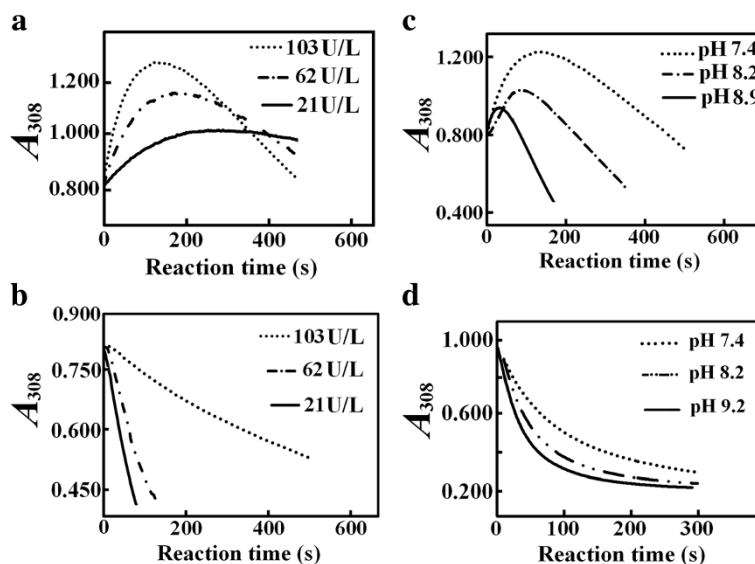 a
103 U/L
62 U/L
21 U/L
1.200
1.000
0.800
A308
0 200 400 600
Reaction time (s)
b
0.900
0.750
0.600
0.450
A308
103 U/L
62 U/L
21 U/L
0 200 400 600
Reaction time (s)
c
1.200
0.800
0.400
A308
pH 7.4
pH 8.2
pH 8.9
0 200 400 600
Reaction time (s)
d
1.000
0.600
0.200
A308
pH 7.4
pH 8.2
pH 9.2
0 100 200 300
Reaction time (s)